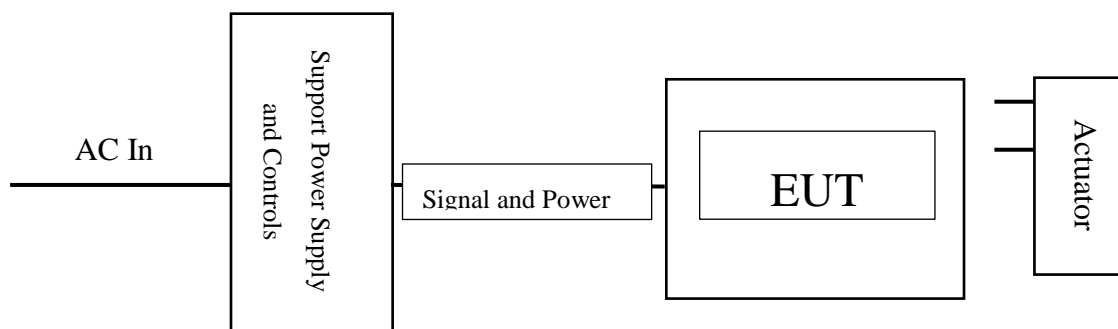 AC In
Support Power Supply
and Controls
Signal and Power
EUT
Actuator